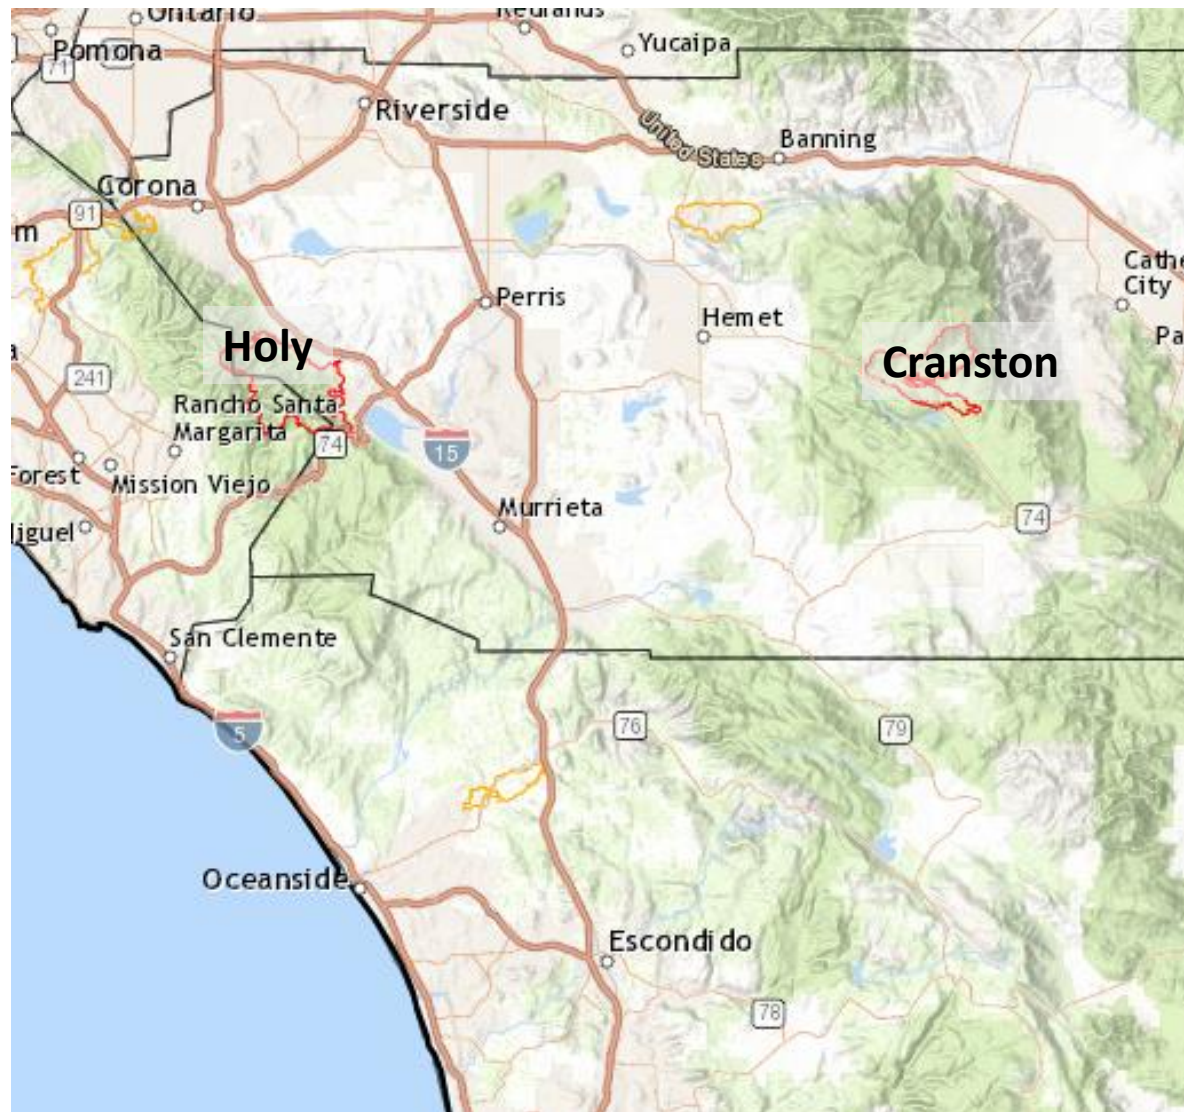 Ontario
Redlands
Yucaipa
Pomona
71
Riverside
United States
Banning
Corona
91
m
Cathe
City
Perris
Hemet
Pa
Holy
Cranston
a
241
Rancho Santa
Margarita
74
15
Forest
Mission Viejo
Murrieta
74
Niguel
San Clemente
5
76
79
Oceanside
Escondido
78